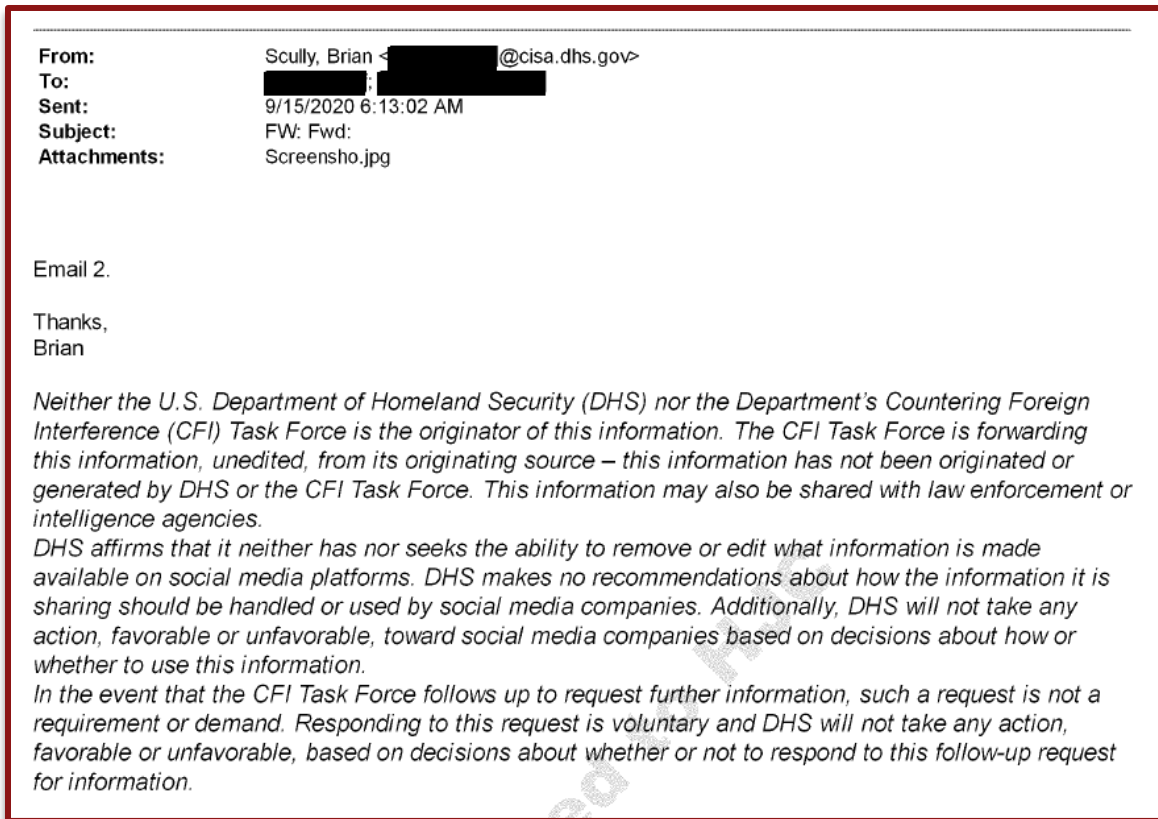 From: Scully, Brian < @cisa.dhs.gov>
To: ;
Sent: 9/15/2020 6:13:02 AM
Subject: FW: Fwd:
Attachments: Screensho.jpg
Email 2.
Thanks,
Brian
Neither the U.S. Department of Homeland Security (DHS) nor the Department's Countering Foreign
Interference (CFI) Task Force is the originator of this information. The CFI Task Force is forwarding
this information, unedited, from its originating source – this information has not been originated or
generated by DHS or the CFI Task Force. This information may also be shared with law enforcement or
intelligence agencies.
DHS affirms that it neither has nor seeks the ability to remove or edit what information is made
available on social media platforms. DHS makes no recommendations about how the information it is
sharing should be handled or used by social media companies. Additionally, DHS will not take any
action, favorable or unfavorable, toward social media companies based on decisions about how or
whether to use this information.
In the event that the CFI Task Force follows up to request further information, such a request is not a
requirement or demand. Responding to this request is voluntary and DHS will not take any action,
favorable or unfavorable, based on decisions about whether or not to respond to this follow-up request
for information.